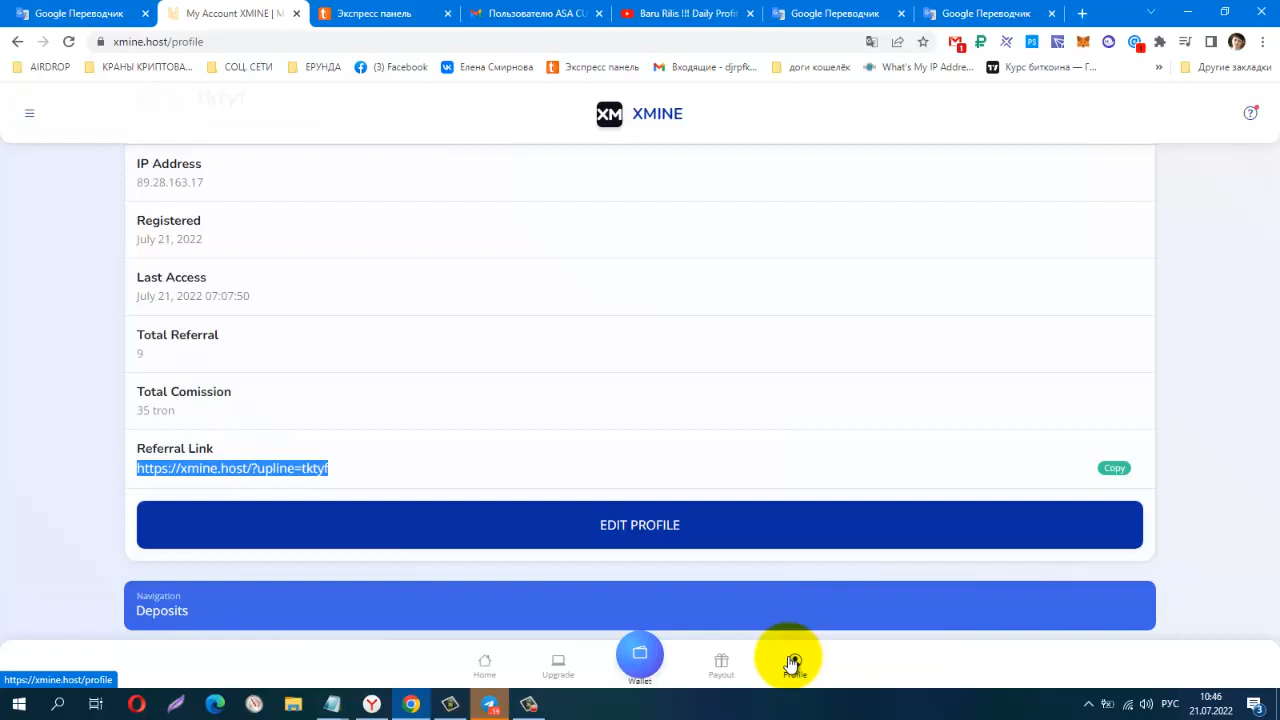 Google Переводчик
My Account XMINE | M
Экспресс панель
Пользователю ASA CU
Baru Rilis !!! Daily Profi
Google Переводчик
Google Переводчик
xmine.host/profile
AIRDROP
КРАНЫ КРИПТОВА...
СОЦ. СЕТИ
ЕРУНДА
(3) Facebook
Елена Смирнова
Экспресс панель
Входящие - djrpfk...
доги кошелёк
What's My IP Addre...
Курс биткоина — Г...
»
Другие закладки
tktyf
XM XMINE
IP Address
89.28.163.17
Registered
July 21, 2022
Last Access
July 21, 2022 07:07:50
Total Referral
9
Total Comission
35 tron
Referral Link
https://xmine.host/?upline=tktyf
Copy
EDIT PROFILE
Navigation
Deposits
Home
Upgrade
Wallet
Payout
Profile
https://xmine.host/profile
РУС
10:46
21.07.2022